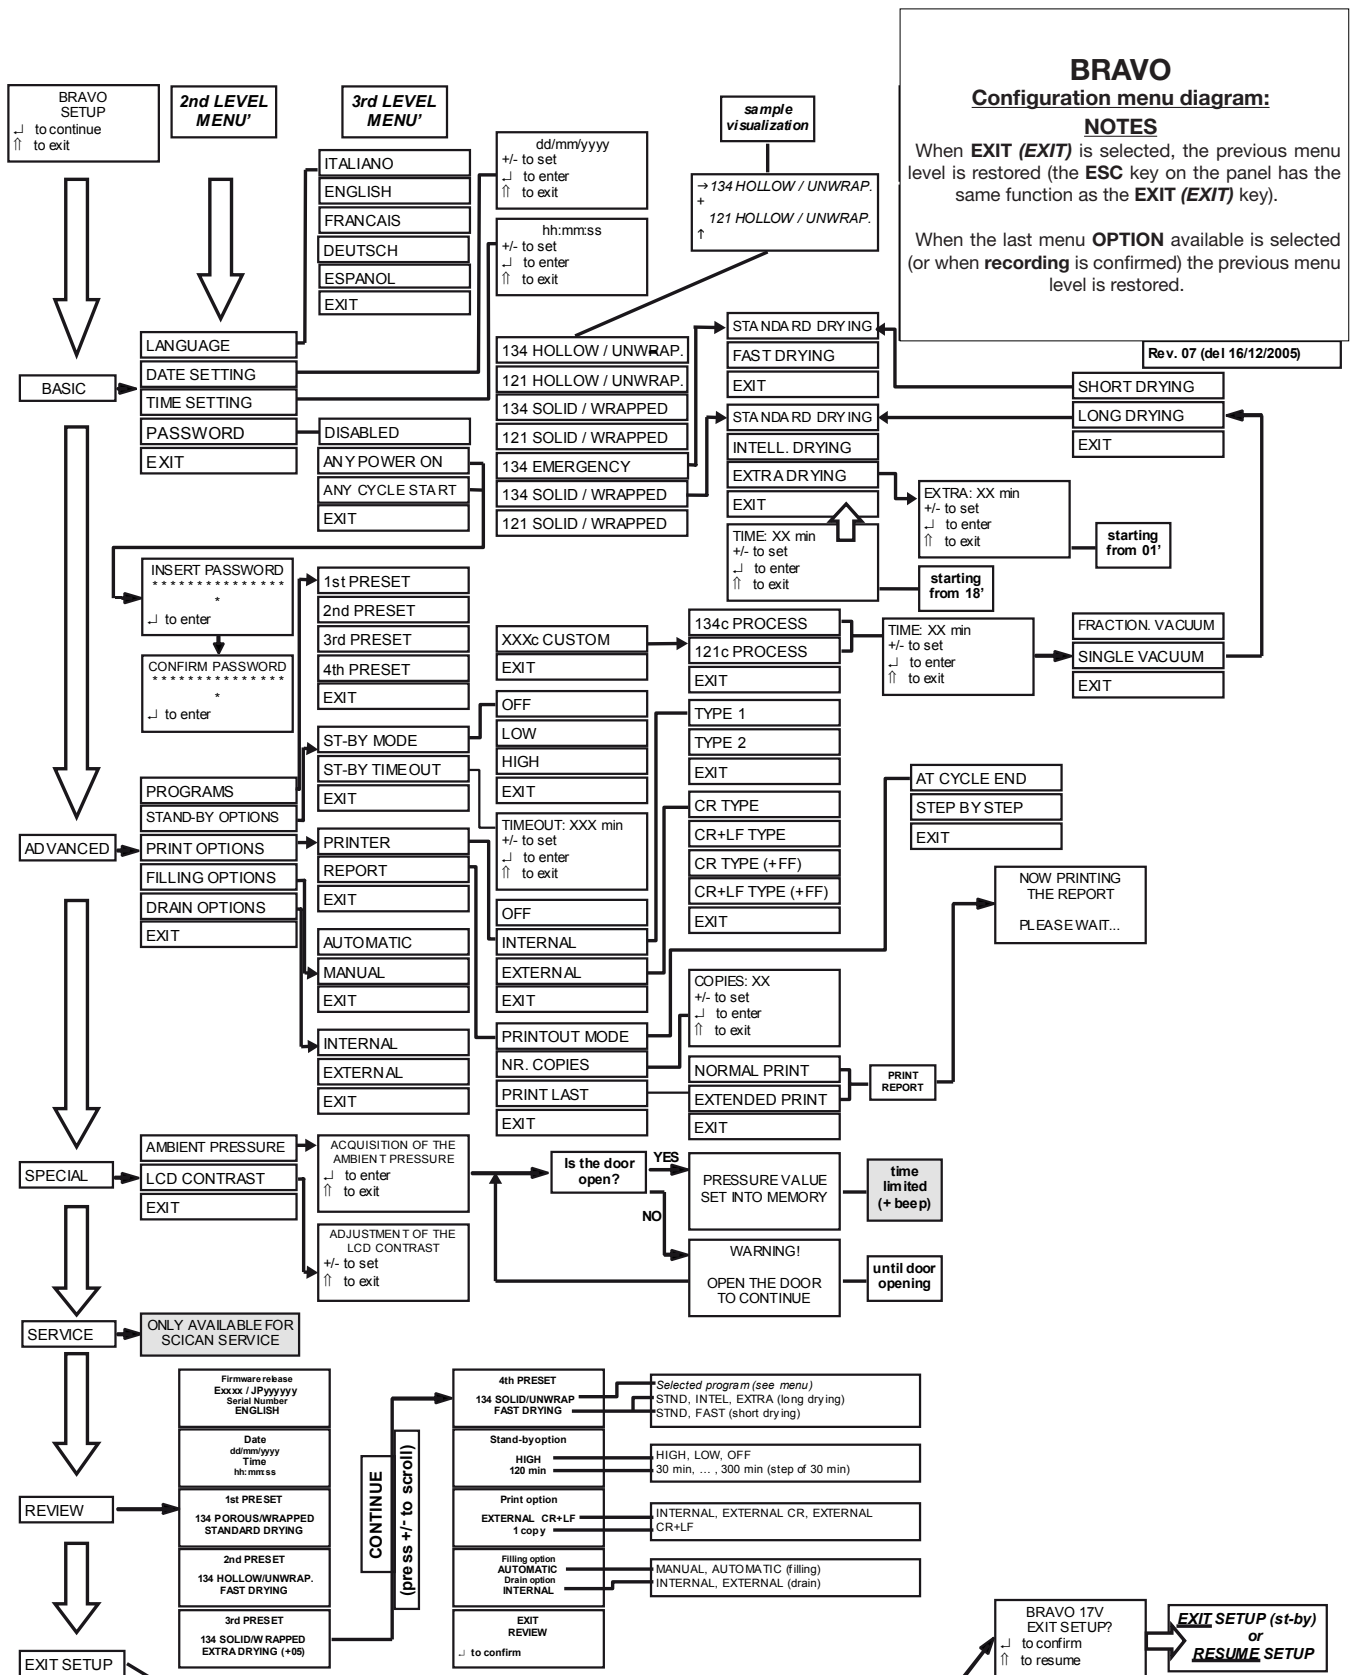 BRAVO
Configuration menu diagram:
NOTES
When EXIT (EXIT) is selected, the previous menu
level is restored (the ESC key on the panel has the
same function as the EXIT (EXIT) key).
When the last menu OPTION available is selected
(or when recording is confirmed) the previous menu
level is restored.
Rev. 07 (del 16/12/2005)
BRAVO
SETUP
↵ to continue
⇑ to exit
2nd LEVEL
MENU'
3rd LEVEL
MENU'
sample
visualization
→ 134 HOLLOW / UNWRAP.
+
121 HOLLOW / UNWRAP.
↑
ITALIANO
ENGLISH
FRANCAIS
DEUTSCH
ESPANOL
EXIT
dd/mm/yyyy
+/- to set
↵ to enter
⇑ to exit
hh:mm:ss
+/- to set
↵ to enter
⇑ to exit
BASIC
LANGUAGE
DATE SETTING
TIME SETTING
PASSWORD
EXIT
DISABLED
ANY POWER ON
ANY CYCLE START
EXIT
134 HOLLOW / UNWRAP.
121 HOLLOW / UNWRAP.
134 SOLID / WRAPPED
121 SOLID / WRAPPED
134 EMERGENCY
134 SOLID / WRAPPED
121 SOLID / WRAPPED
STANDARD DRYING
FAST DRYING
EXIT
STANDARD DRYING
INTELL. DRYING
EXTRA DRYING
EXIT
SHORT DRYING
LONG DRYING
EXIT
EXTRA: XX min
+/- to set
↵ to enter
⇑ to exit
starting
from 01'
TIME: XX min
+/- to set
↵ to enter
⇑ to exit
starting
from 18'
INSERT PASSWORD
* * * * * * * * * * * * * * *
*
↵ to enter
CONFIRM PASSWORD
* * * * * * * * * * * * * * *
*
↵ to enter
1st PRESET
2nd PRESET
3rd PRESET
4th PRESET
EXIT
XXXc CUSTOM
EXIT
134c PROCESS
121c PROCESS
EXIT
TIME: XX min
+/- to set
↵ to enter
⇑ to exit
FRACTION. VACUUM
SINGLE VACUUM
EXIT
ADVANCED
PROGRAMS
STAND-BY OPTIONS
PRINT OPTIONS
FILLING OPTIONS
DRAIN OPTIONS
EXIT
ST-BY MODE
ST-BY TIMEOUT
EXIT
OFF
LOW
HIGH
EXIT
TIMEOUT: XXX min
+/- to set
↵ to enter
⇑ to exit
TYPE 1
TYPE 2
EXIT
CR TYPE
CR+LF TYPE
CR TYPE (+FF)
CR+LF TYPE (+FF)
EXIT
AT CYCLE END
STEP BY STEP
EXIT
PRINTER
REPORT
EXIT
OFF
INTERNAL
EXTERNAL
EXIT
AUTOMATIC
MANUAL
EXIT
INTERNAL
EXTERNAL
EXIT
PRINTOUT MODE
NR. COPIES
PRINT LAST
EXIT
COPIES: XX
+/- to set
↵ to enter
⇑ to exit
NORMAL PRINT
EXTENDED PRINT
EXIT
PRINT
REPORT
NOW PRINTING
THE REPORT
PLEASE WAIT...
SPECIAL
AMBIENT PRESSURE
LCD CONTRAST
EXIT
ACQUISITION OF THE
AMBIENT PRESSURE
↵ to enter
⇑ to exit
ADJUSTMENT OF THE
LCD CONTRAST
+/- to set
⇑ to exit
Is the door
open?
YES
NO
PRESSURE VALUE
SET INTO MEMORY
time
limited
(+ beep)
WARNING!
OPEN THE DOOR
TO CONTINUE
until door
opening
SERVICE
ONLY AVAILABLE FOR
SCICAN SERVICE
REVIEW
Firmware release
Exxxx / JPyyyyyy
Serial Number
ENGLISH
Date
dd/mm/yyyy
Time
hh:mm:ss
1st PRESET
134 POROUS/WRAPPED
STANDARD DRYING
2nd PRESET
134 HOLLOW/UNWRAP.
FAST DRYING
3rd PRESET
134 SOLID/WRAPPED
EXTRA DRYING (+05)
CONTINUE
(press +/- to scroll)
4th PRESET
134 SOLID/UNWRAP
FAST DRYING
Selected program (see menu)
STND, INTEL, EXTRA (long drying)
STND, FAST (short drying)
Stand-by option
HIGH
120 min
HIGH, LOW, OFF
30 min, ... , 300 min (step of 30 min)
Print option
EXTERNAL CR+LF
1 copy
INTERNAL, EXTERNAL CR, EXTERNAL
CR+LF
Filling option
AUTOMATIC
Drain option
INTERNAL
MANUAL, AUTOMATIC (filling)
INTERNAL, EXTERNAL (drain)
EXIT
REVIEW
↵ to confirm
EXIT SETUP
BRAVO 17V
EXIT SETUP?
↵ to confirm
⇑ to resume
EXIT SETUP (st-by)
or
RESUME SETUP